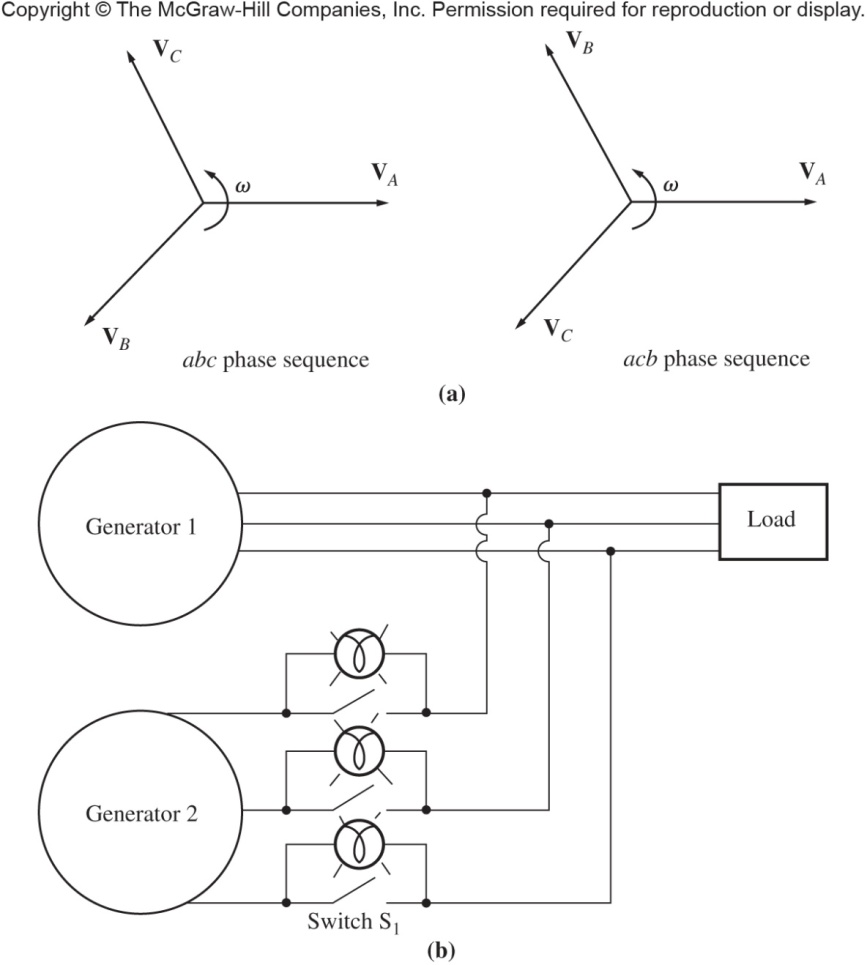 Copyright © The McGraw-Hill Companies, Inc. Permission required for reproduction or display.
V_C
V_A
ω
V_B
abc phase sequence
V_B
V_A
ω
V_C
acb phase sequence
(a)
Generator 1
Load
Generator 2
Switch S₁
(b)